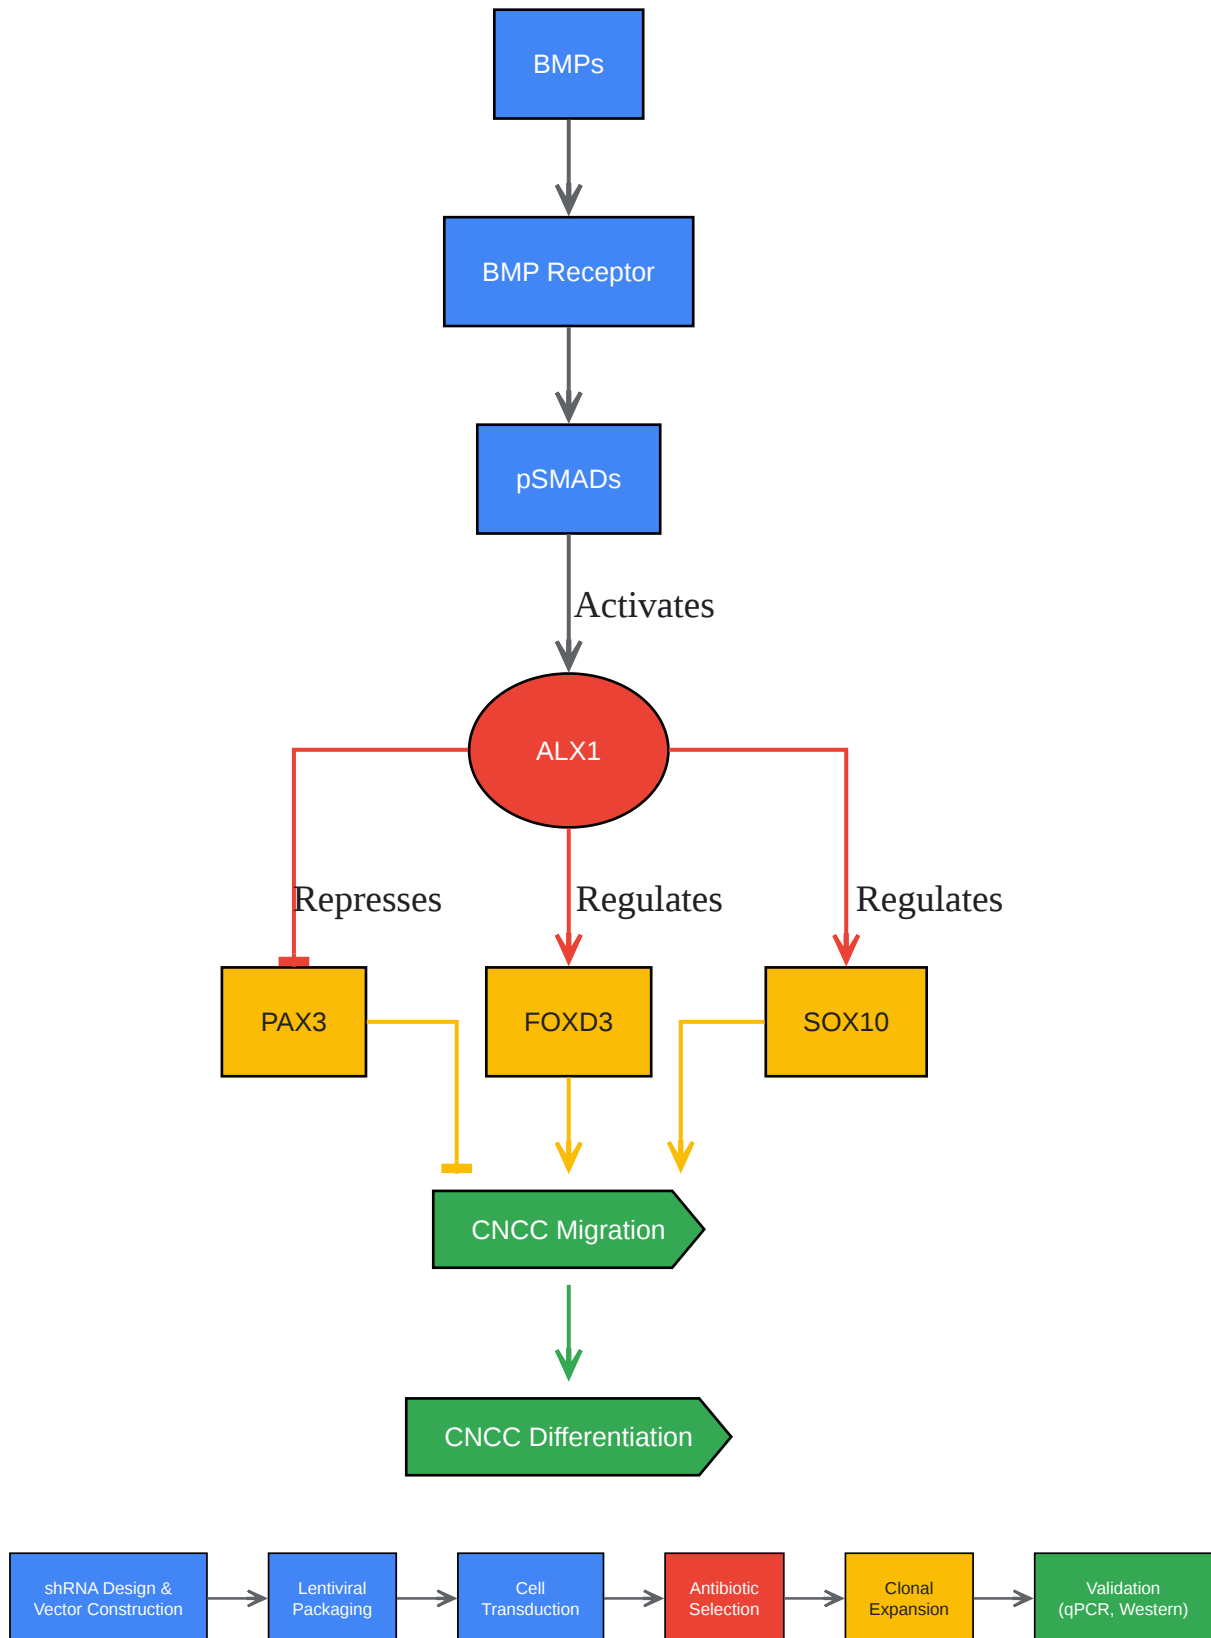 BMPs
BMP Receptor
pSMADs
Activates
ALX1
Represses
Regulates
Regulates
PAX3
FOXD3
SOX10
CNCC Migration
CNCC Differentiation
shRNA Design &
Vector Construction
Lentiviral
Packaging
Cell
Transduction
Antibiotic
Selection
Clonal
Expansion
Validation
(qPCR, Western)